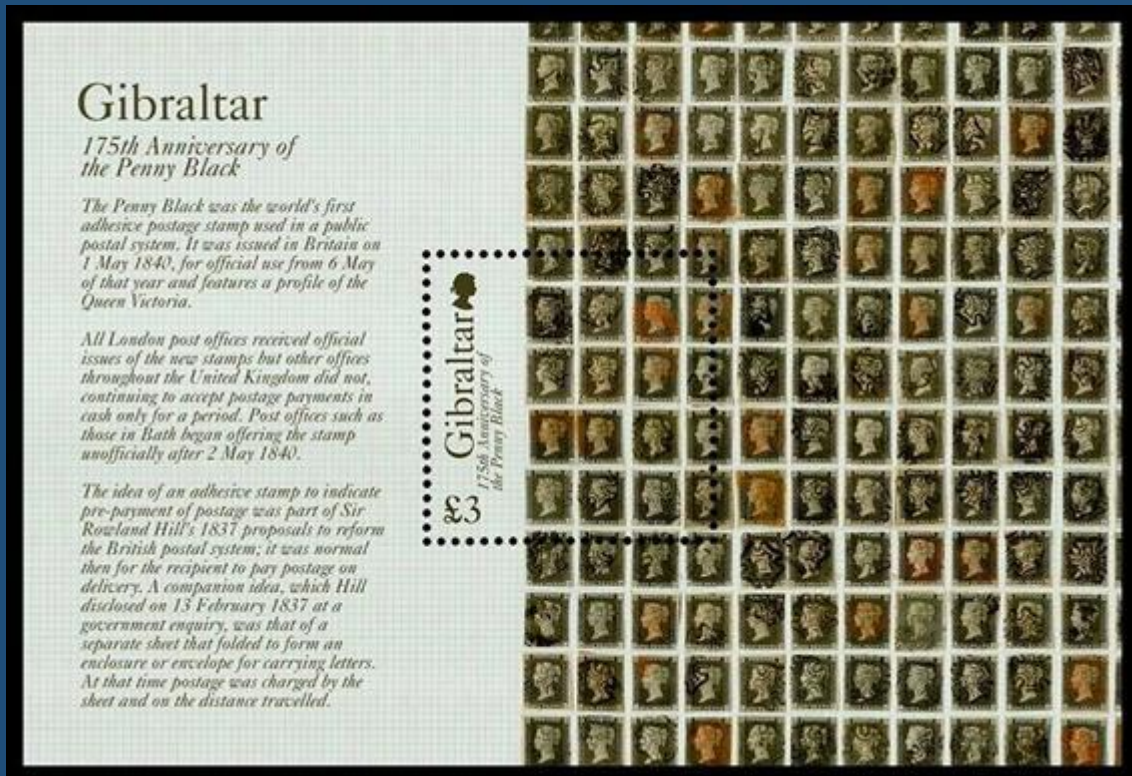 Gibraltar
175th Anniversary of
the Penny Black
The Penny Black was the world's first
adhesive postage stamp used in a public
postal system. It was issued in Britain on
1 May 1840, for official use from 6 May
of that year and features a profile of the
Queen Victoria.
All London post offices received official
issues of the new stamps but other offices
throughout the United Kingdom did not,
continuing to accept postage payments in
cash only for a period. Post offices such as
those in Bath began offering the stamp
unofficially after 2 May 1840.
The idea of an adhesive stamp to indicate
pre-payment of postage was part of Sir
Rowland Hill's 1837 proposals to reform
the British postal system; it was normal
then for the recipient to pay postage on
delivery. A companion idea, which Hill
disclosed on 13 February 1837 at a
government enquiry, was that of a
separate sheet that folded to form an
enclosure or envelope for carrying letters.
At that time postage was charged by the
sheet and on the distance travelled.
Gibraltar
175th Anniversary of
the Penny Black
£3